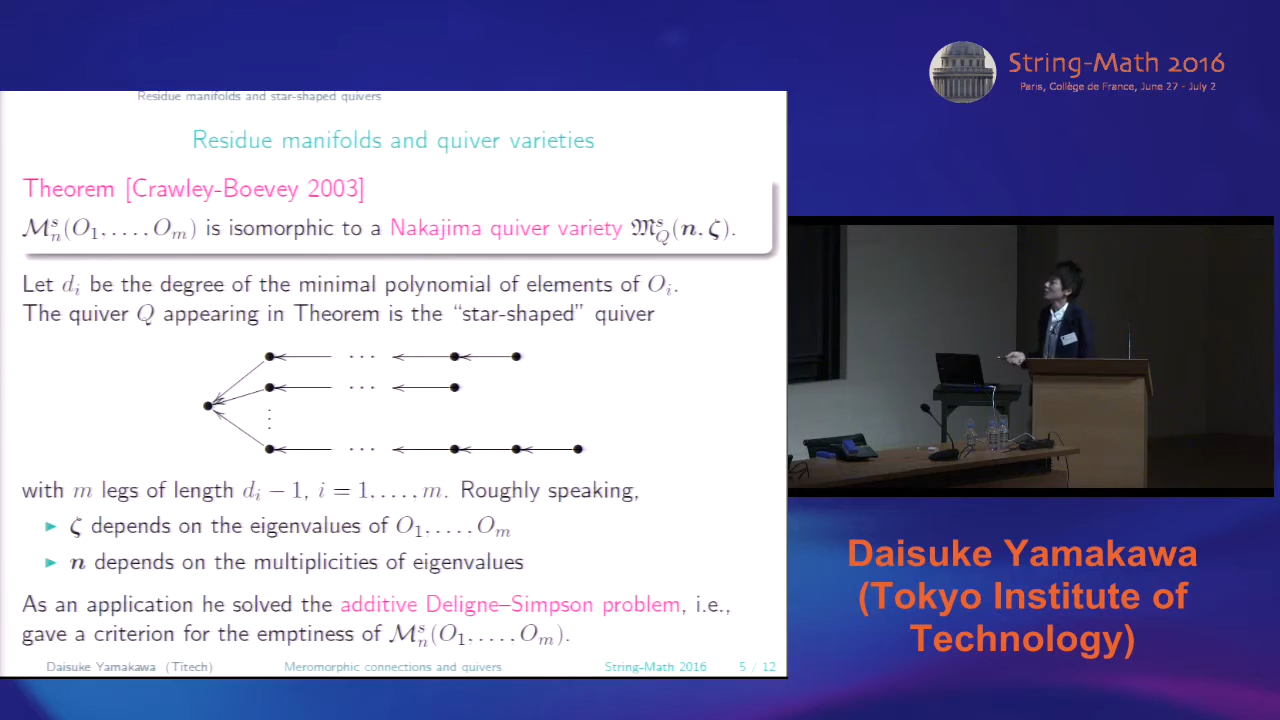 String-Math 2016
Paris, Collège de France, June 27 - July 2
Residue manifolds and star-shaped quivers
Residue manifolds and quiver varieties
Theorem [Crawley-Boevey 2003]
𝓜ˢₙ(O₁, . . . , Oₘ) is isomorphic to a Nakajima quiver variety 𝔐ˢ_Q(n, ζ).
Let dᵢ be the degree of the minimal polynomial of elements of Oᵢ.
The quiver Q appearing in Theorem is the “star-shaped” quiver
with m legs of length dᵢ − 1, i = 1, . . . , m. Roughly speaking,
▶ ζ depends on the eigenvalues of O₁, . . . , Oₘ
▶ n depends on the multiplicities of eigenvalues
As an application he solved the additive Deligne–Simpson problem, i.e.,
gave a criterion for the emptiness of 𝓜ˢₙ(O₁, . . . , Oₘ).
Daisuke Yamakawa (Titech) Meromorphic connections and quivers String-Math 2016 5 / 12
Daisuke Yamakawa
(Tokyo Institute of
Technology)